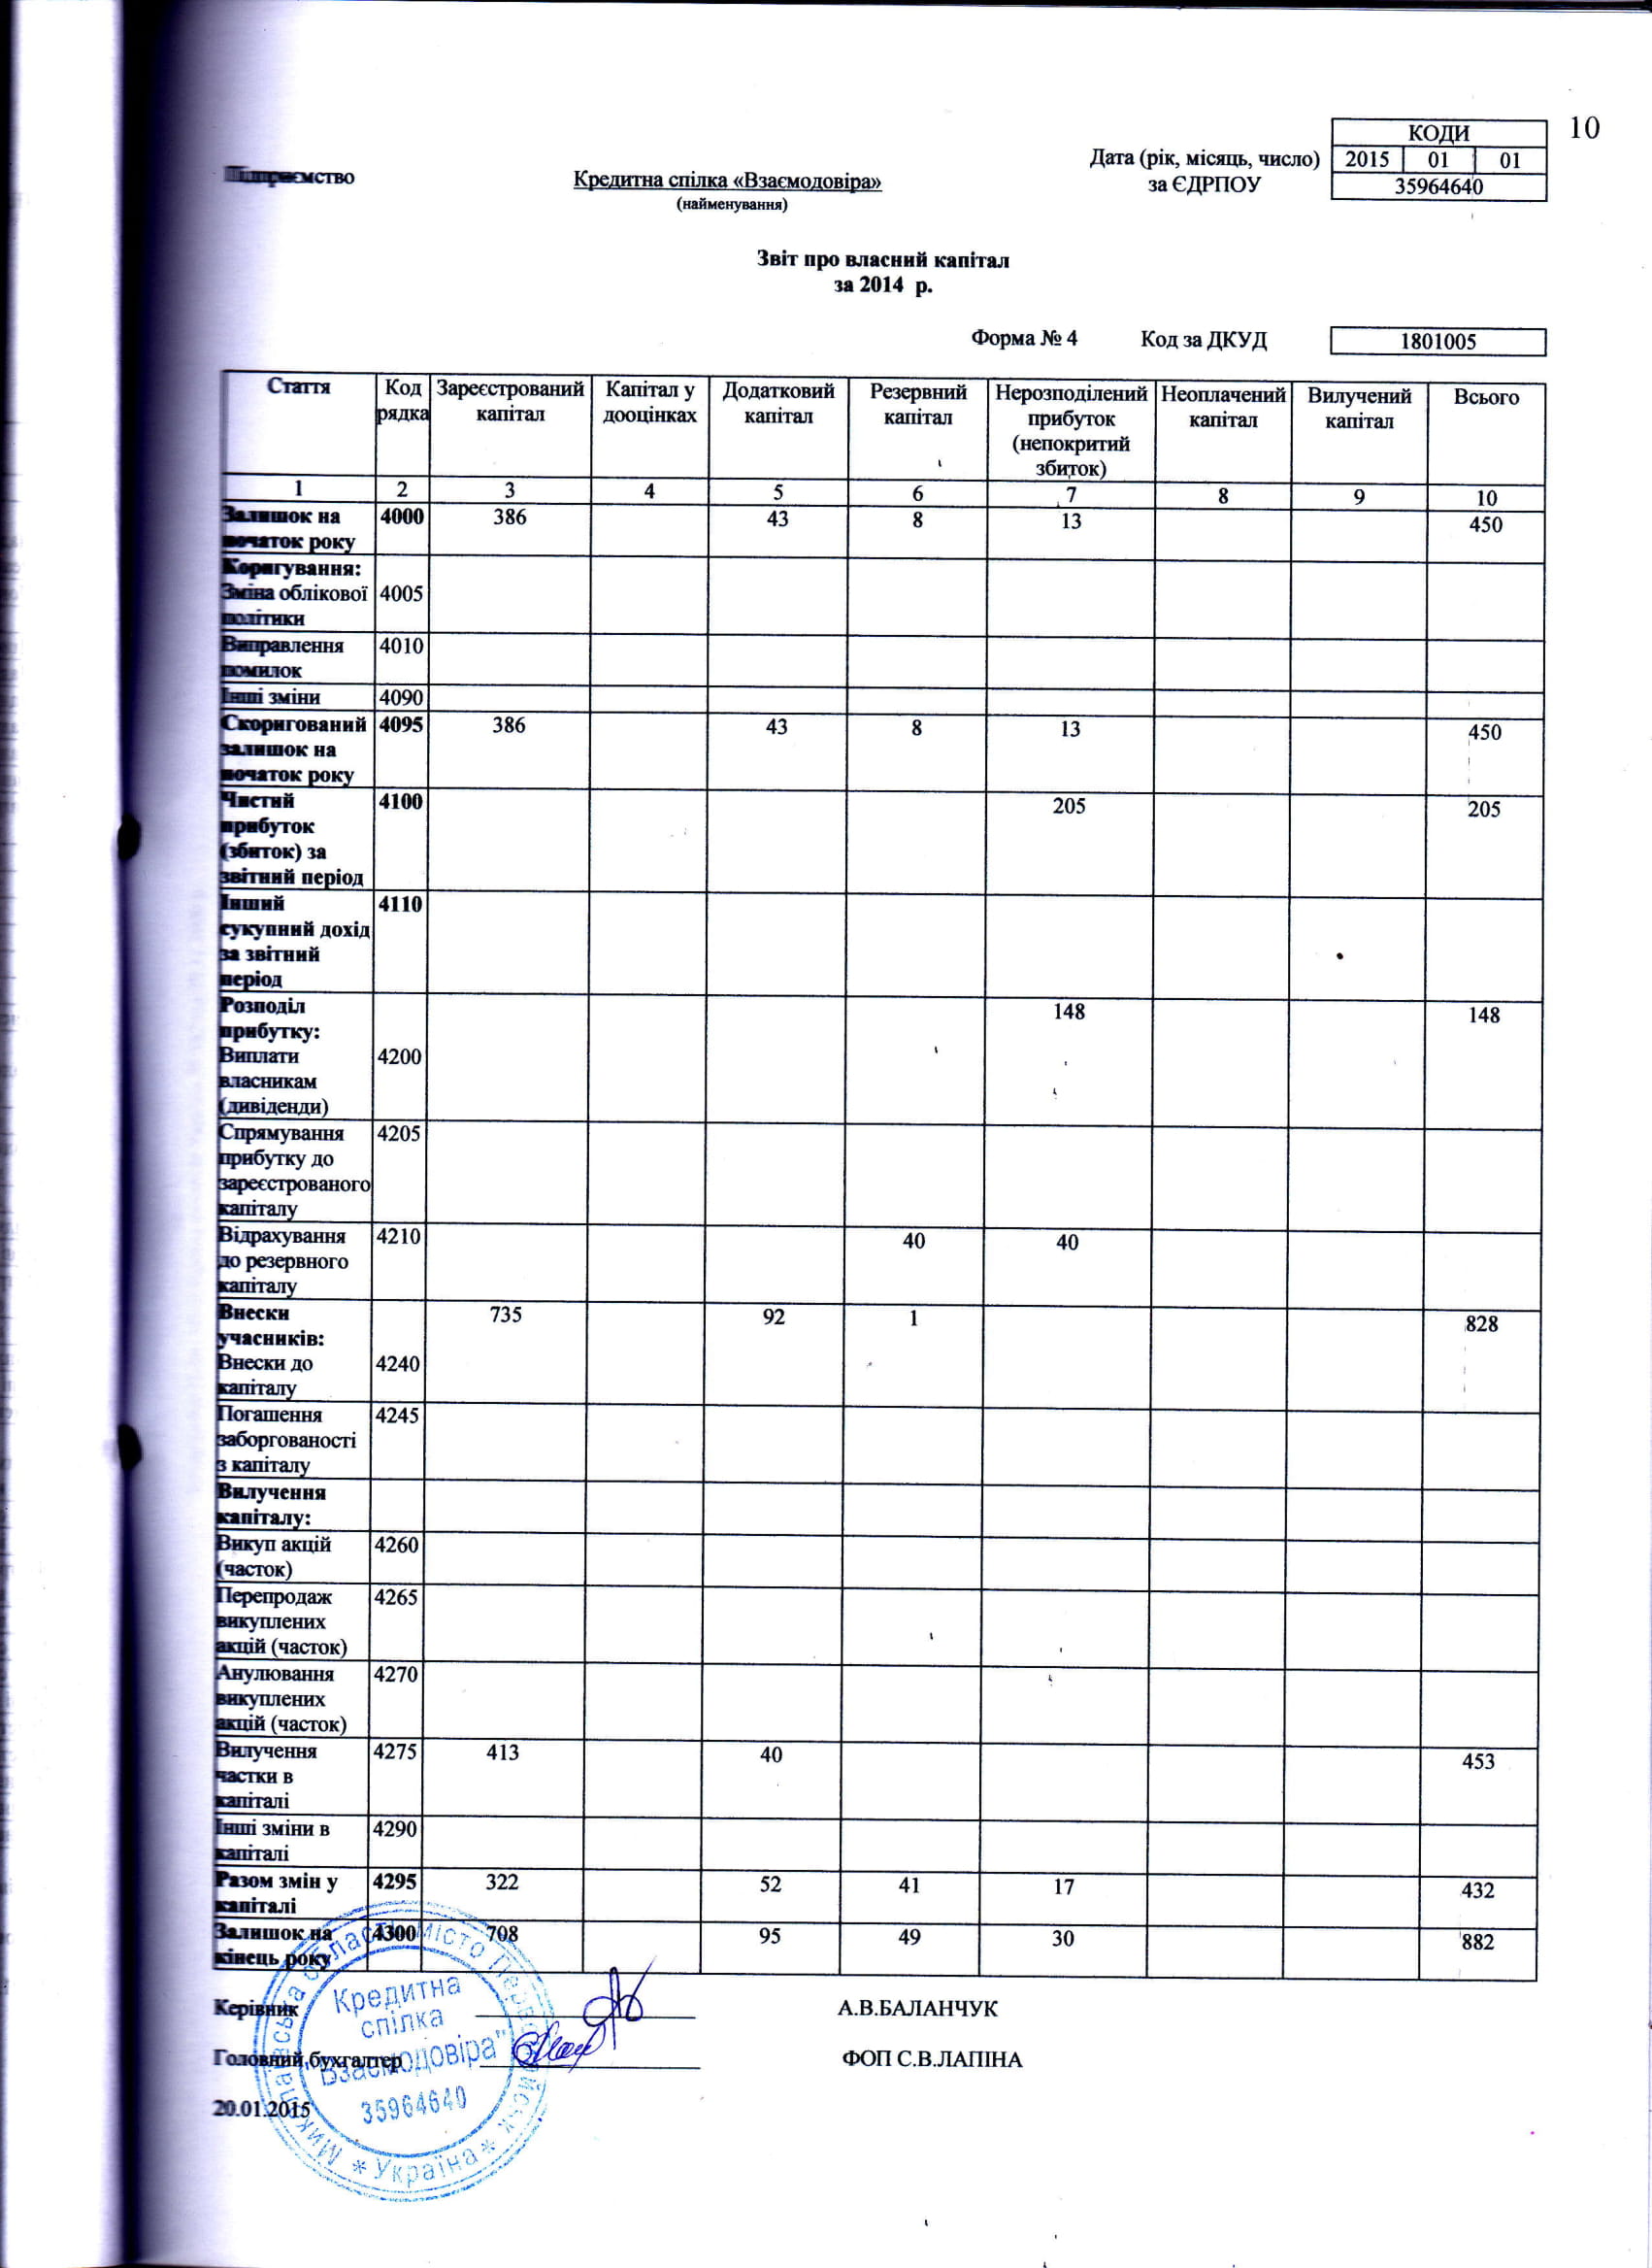 10
КОДИ
Дата (рік, місяць, число) 2015 01 01
Підприємство Кредитна спілка «Взаємодовіра» за ЄДРПОУ 35964640
(найменування)
Звіт про власний капітал
за 2014 р.
Форма № 4 Код за ДКУД 1801005
Стаття Код Зареєстрований Капітал у Додатковий Резервний Нерозподілений Неоплачений Вилучений Всього
рядка капітал дооцінках капітал капітал прибуток капітал капітал
(непокритий
збиток)
1 2 3 4 5 6 7 8 9 10
Залишок на 4000 386 43 8 13 450
початок року
Коригування:
Зміна облікової 4005
політики
Виправлення 4010
помилок
Інші зміни 4090
Скоригований 4095 386 43 8 13 450
залишок на
початок року
Чистий 4100 205 205
прибуток
(збиток) за
звітний період
Інший 4110
сукупний дохід
за звітний
період
Розподіл 148 148
прибутку:
Виплати 4200
власникам
(дивіденди)
Спрямування 4205
прибутку до
зареєстрованого
капіталу
Відрахування 4210 40 40
до резервного
капіталу
Внески 735 92 1 828
учасників:
Внески до 4240
капіталу
Погашення 4245
заборгованості
з капіталу
Вилучення
капіталу:
Викуп акцій 4260
(часток)
Перепродаж 4265
викуплених
акцій (часток)
Анулювання 4270
викуплених
акцій (часток)
Вилучення 4275 413 40 453
частки в
капіталі
Інші зміни в 4290
капіталі
Разом змін у 4295 322 52 41 17 432
капіталі
Залишок на 4300 708 95 49 30 882
кінець року
Керівник А.В.БАЛАНЧУК
Головний бухгалтер ФОП С.В.ЛАПІНА
20.01.2015
Кредитна
спілка
"Взаємодовіра"
35964640
* Україна *